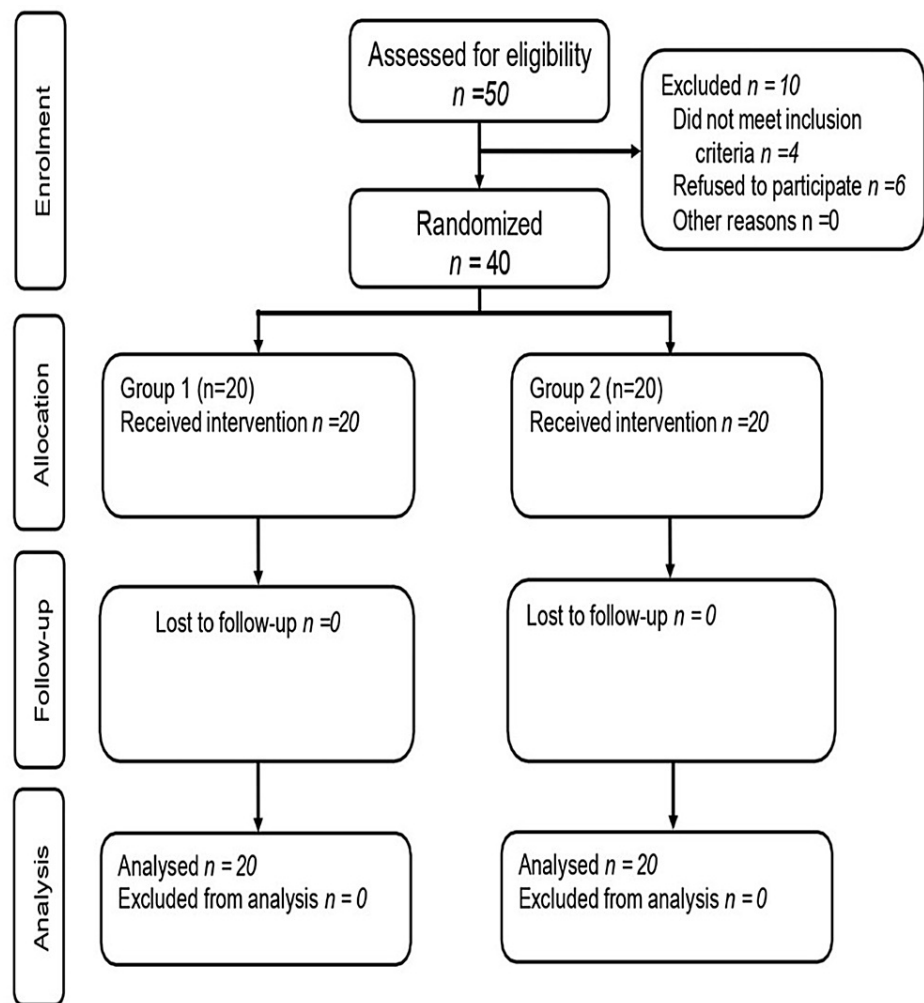 Enrolment
Assessed for eligibility
n =50
Excluded n = 10
Did not meet inclusion
criteria n =4
Refused to participate n =6
Other reasons n =0
Randomized
n = 40
Allocation
Group 1 (n=20)
Received intervention n =20
Group 2 (n=20)
Received intervention n =20
Follow-up
Lost to follow-up n =0
Lost to follow-up n = 0
Analysis
Analysed n = 20
Excluded from analysis n = 0
Analysed n = 20
Excluded from analysis n = 0